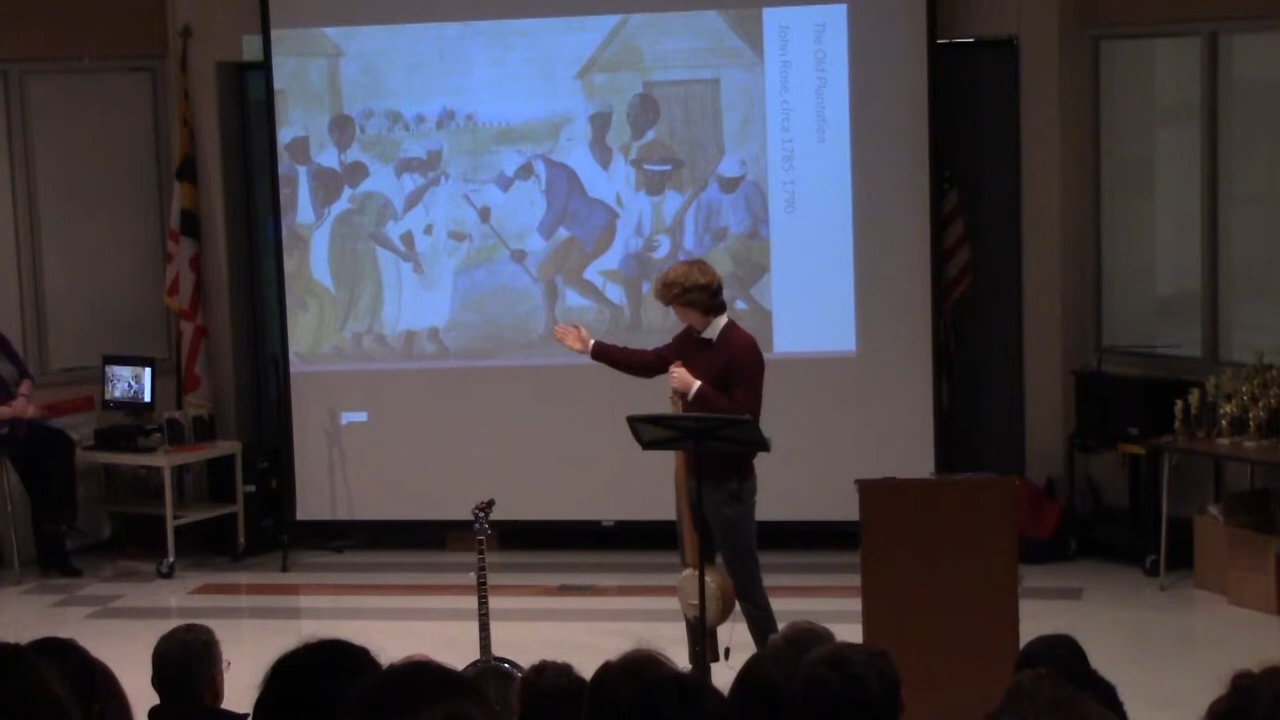 The Old Plantation
John Rose, circa 1785-1790